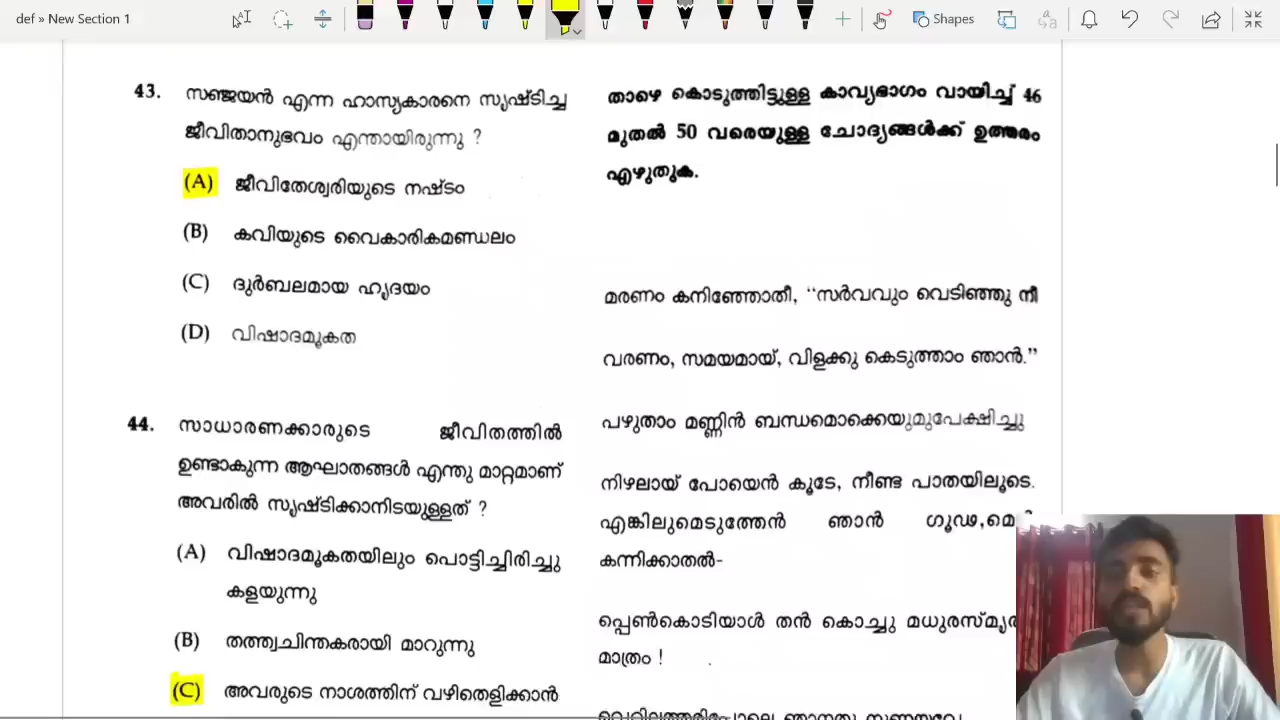 def » New Section 1
Shapes
43. സഞ്ജയൻ എന്ന ഹാസ്യകാരനെ സൃഷ്ടിച്ച
ജീവിതാനുഭവം എന്തായിരുന്നു ?
(A) ജീവിതേശ്വരിയുടെ നഷ്ടം
(B) കവിയുടെ വൈകാരികമണ്ഡലം
(C) ദുർബലമായ ഹൃദയം
(D) വിഷാദമൂകത
44. സാധാരണക്കാരുടെ ജീവിതത്തിൽ
ഉണ്ടാകുന്ന ആഘാതങ്ങൾ എന്തു മാറ്റമാണ്
അവരിൽ സൃഷ്ടിക്കാനിടയുള്ളത് ?
(A) വിഷാദമൂകതയിലും പൊട്ടിച്ചിരിച്ചു
കളയുന്നു
(B) തത്ത്വചിന്തകരായി മാറുന്നു
(C) അവരുടെ നാശത്തിന് വഴിതെളിക്കാൻ
താഴെ കൊടുത്തിട്ടുള്ള കാവ്യഭാഗം വായിച്ച് 46
മുതൽ 50 വരെയുള്ള ചോദ്യങ്ങൾക്ക് ഉത്തരം
എഴുതുക.
മരണം കനിഞ്ഞോതീ, “സർവവും വെടിഞ്ഞു നീ
വരണം, സമയമായ്, വിളക്കു കെടുത്താം ഞാൻ.”
പഴുതാം മണ്ണിൻ ബന്ധമൊക്കെയുമുപേക്ഷിച്ചു
നിഴലായ് പോയെൻ കൂടേ, നീണ്ട പാതയിലൂടെ.
എങ്കിലുമെടുത്തേൻ ഞാൻ ഗൂഢ,മെ
കന്നിക്കാതൽ-
പ്പെൺകൊടിയാൾ തൻ കൊച്ചു മധുരസ്മൃ
മാത്രം !